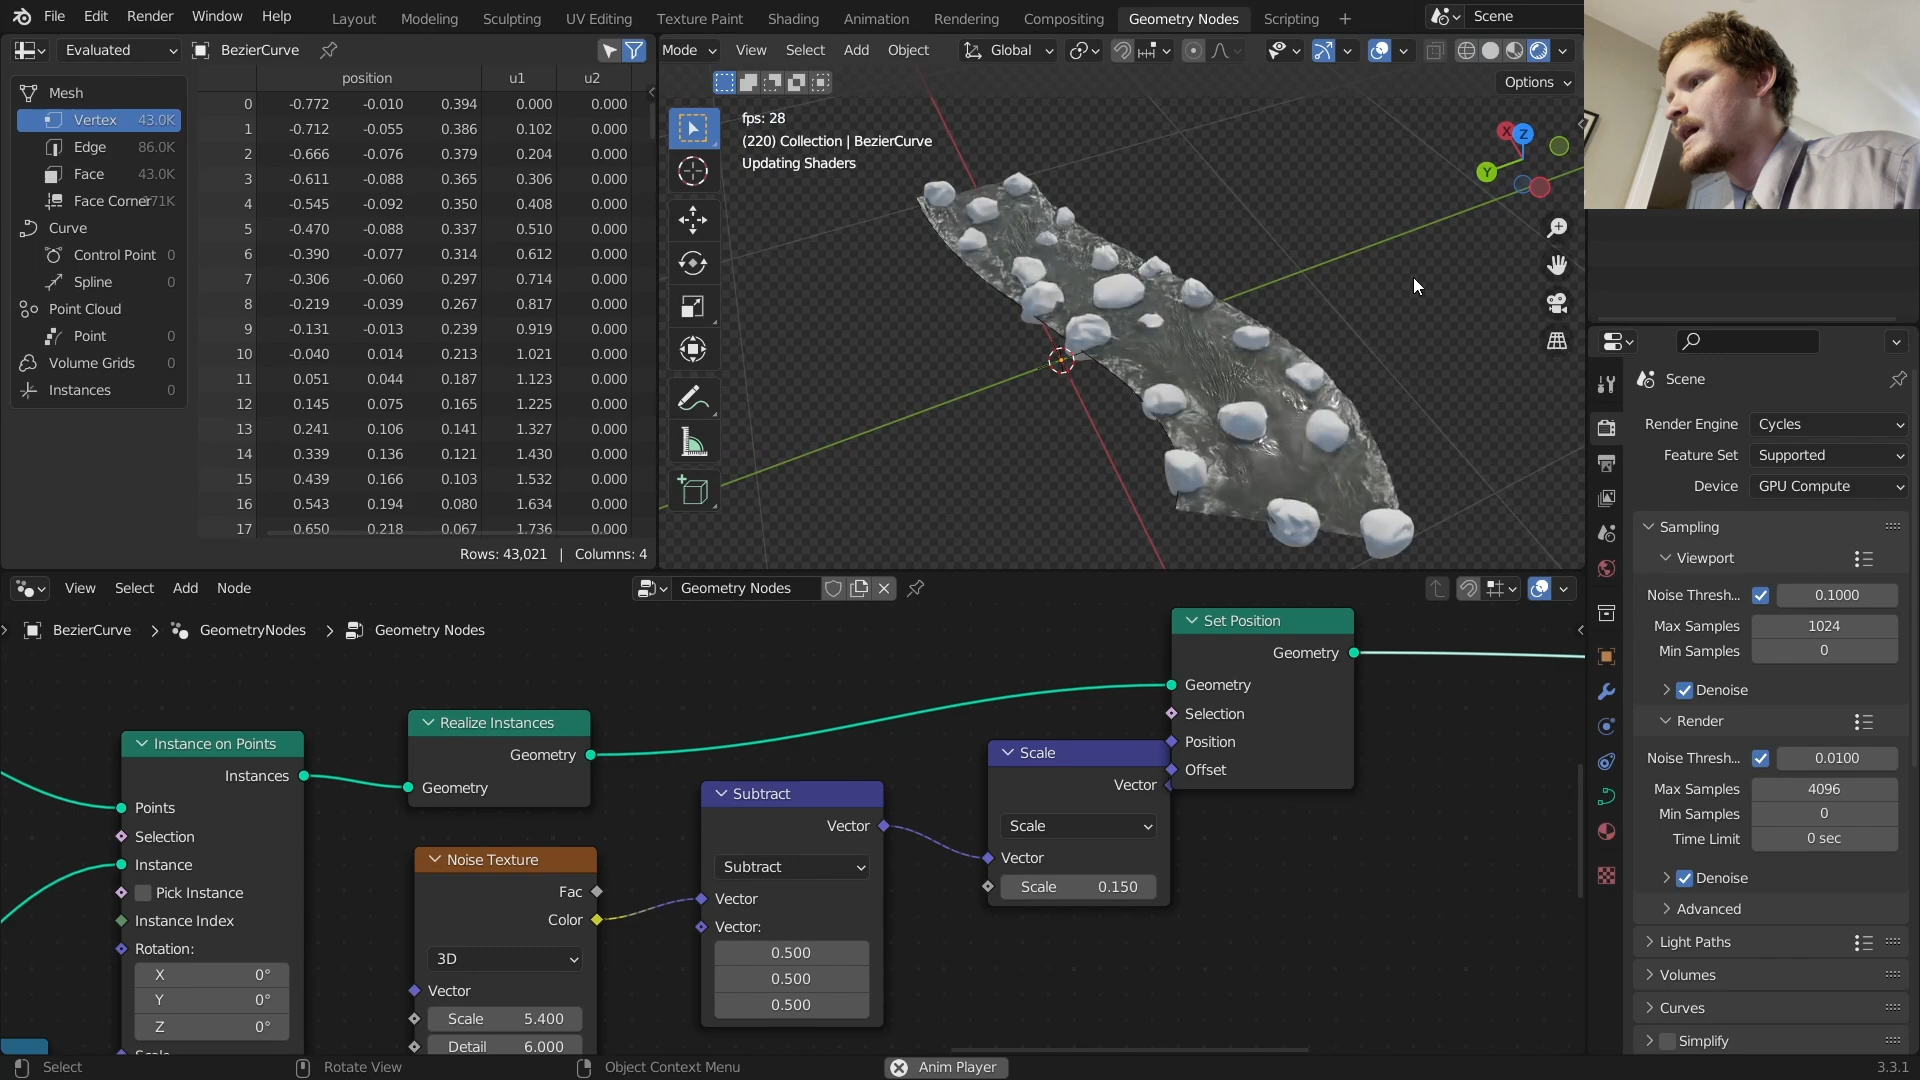 File Edit Render Window Help
Layout Modeling Sculpting UV Editing Texture Paint Shading Animation Rendering Compositing Geometry Nodes Scripting +
Scene
Evaluated
BezierCurve
Mode View Select Add Object
Global
Options
Mesh
Vertex 43.0K
Edge 86.0K
Face 43.0K
Face Corner 171K
Curve
Control Point 0
Spline 0
Point Cloud
Point 0
Volume Grids 0
Instances 0
position u1 u2
0 -0.772 -0.010 0.394 0.000 0.000
1 -0.712 -0.055 0.386 0.102 0.000
2 -0.666 -0.076 0.379 0.204 0.000
3 -0.611 -0.088 0.365 0.306 0.000
4 -0.545 -0.092 0.350 0.408 0.000
5 -0.470 -0.088 0.337 0.510 0.000
6 -0.390 -0.077 0.314 0.612 0.000
7 -0.306 -0.060 0.297 0.714 0.000
8 -0.219 -0.039 0.267 0.817 0.000
9 -0.131 -0.013 0.239 0.919 0.000
10 -0.040 0.014 0.213 1.021 0.000
11 0.051 0.044 0.187 1.123 0.000
12 0.145 0.075 0.165 1.225 0.000
13 0.241 0.106 0.141 1.327 0.000
14 0.339 0.136 0.121 1.430 0.000
15 0.439 0.166 0.103 1.532 0.000
16 0.543 0.194 0.080 1.634 0.000
17 0.650 0.218 0.067 1.736 0.000
Rows: 43,021 | Columns: 4
fps: 28
(220) Collection | BezierCurve
Updating Shaders
X Z
Y
Scene
Render Engine Cycles
Feature Set Supported
Device GPU Compute
Sampling
Viewport
Noise Thresh... 0.1000
Max Samples 1024
Min Samples 0
Denoise
Render
Noise Thresh... 0.0100
Max Samples 4096
Min Samples 0
Time Limit 0 sec
Denoise
Advanced
Light Paths
Volumes
Curves
Simplify
View Select Add Node
Geometry Nodes
BezierCurve > GeometryNodes > Geometry Nodes
Instance on Points
Instances
Points
Selection
Instance
Pick Instance
Instance Index
Rotation:
X 0°
Y 0°
Z 0°
Scale
Realize Instances
Geometry
Geometry
Noise Texture
Fac
Color
3D
Vector
Scale 5.400
Detail 6.000
Subtract
Vector
Subtract
Vector
Vector:
0.500
0.500
0.500
Scale
Vector
Scale
Vector
Scale 0.150
Set Position
Geometry
Geometry
Selection
Position
Offset
Select
Rotate View
Object Context Menu
Anim Player
3.3.1